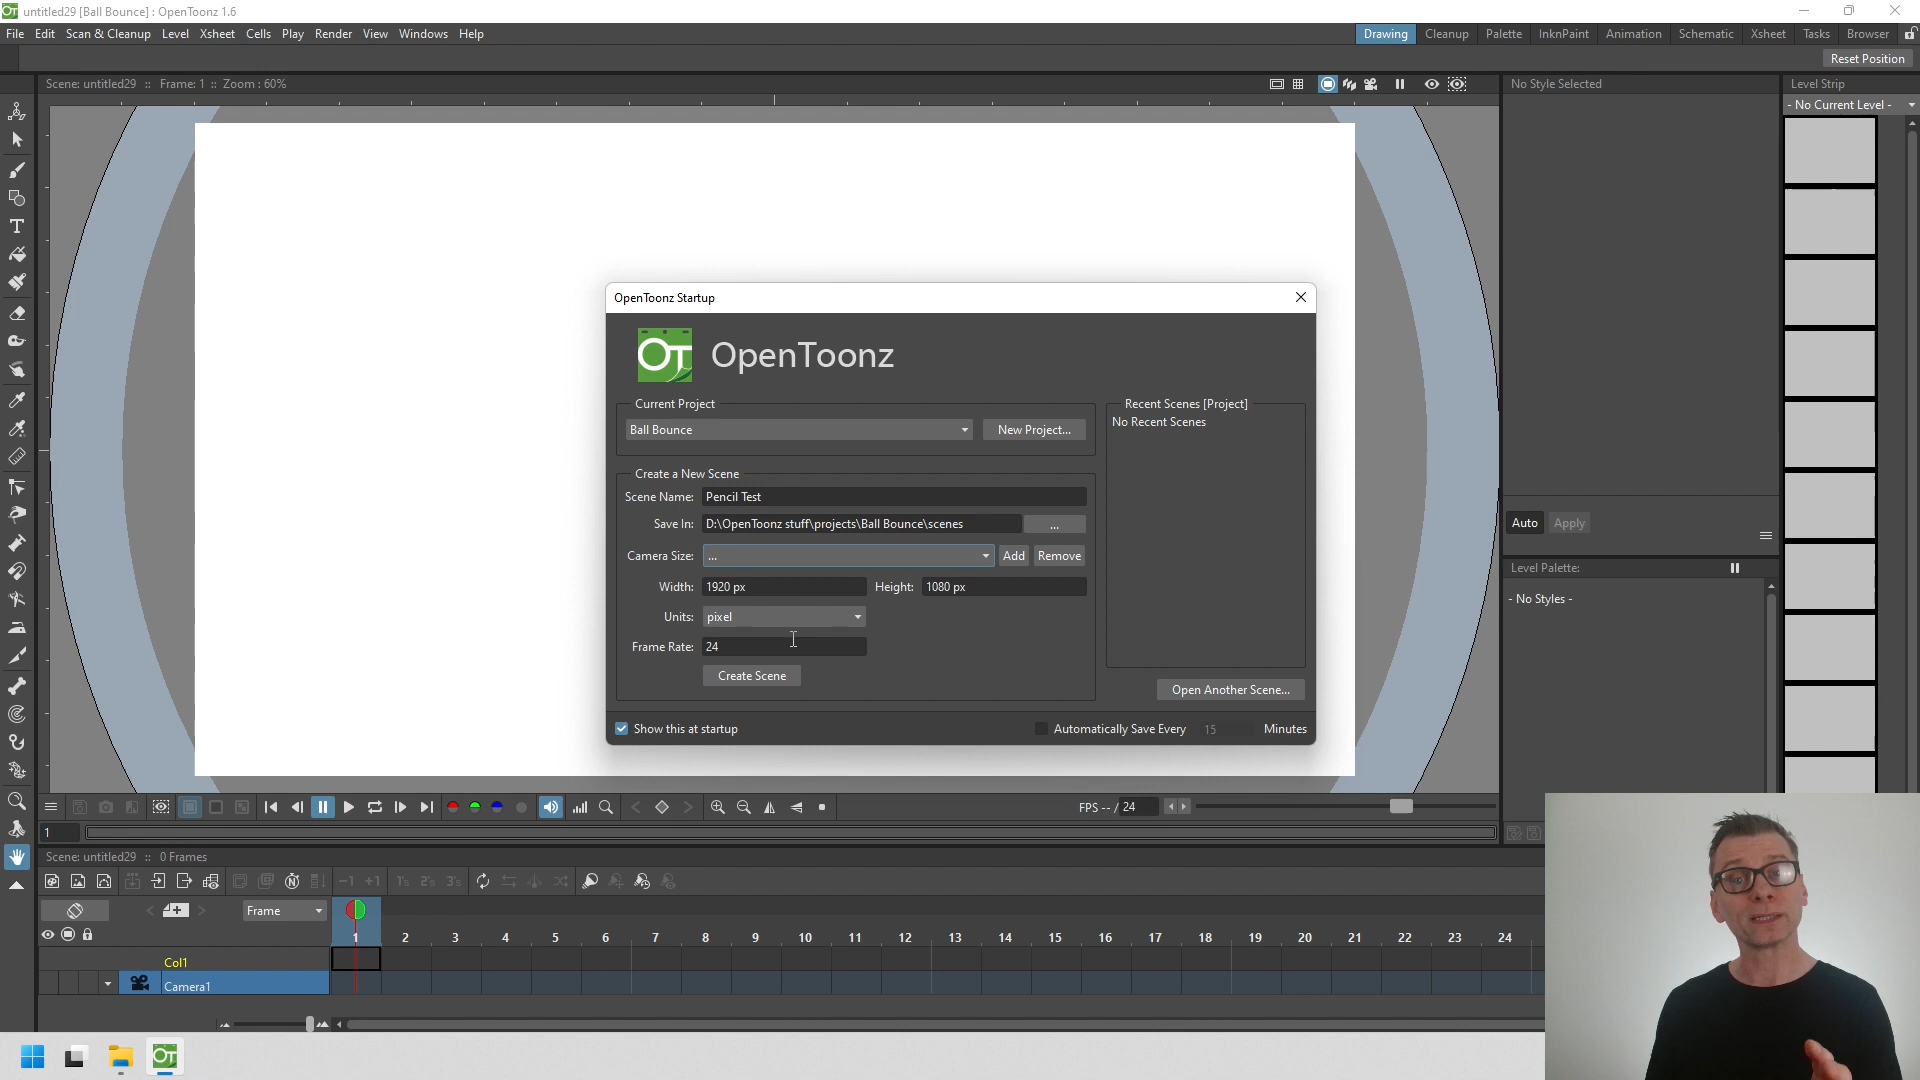 untitled29 [Ball Bounce] : OpenToonz 1.6
File Edit Scan & Cleanup Level Xsheet Cells Play Render View Windows Help
Drawing Cleanup Palette InknPaint Animation Schematic Xsheet Tasks Browser
Reset Position
Scene: untitled29 :: Frame: 1 :: Zoom : 60%
No Style Selected
Level Strip
- No Current Level -
OpenToonz Startup
OT OpenToonz
Current Project
Ball Bounce
New Project...
Recent Scenes [Project]
No Recent Scenes
Create a New Scene
Scene Name: Pencil Test
Save In: D:\OpenToonz stuff\projects\Ball Bounce\scenes ...
Camera Size: ... Add Remove
Width: 1920 px Height: 1080 px
Units: pixel
Frame Rate: 24
Create Scene
Open Another Scene...
Show this at startup
Automatically Save Every 15 Minutes
Auto Apply
Level Palette:
- No Styles -
FPS -- / 24
1
Scene: untitled29 :: 0 Frames
-1 +1 1's 2's 3's
Frame
1 2 3 4 5 6 7 8 9 10 11 12 13 14 15 16 17 18 19 20 21 22 23 24
Col1
Camera1
OT